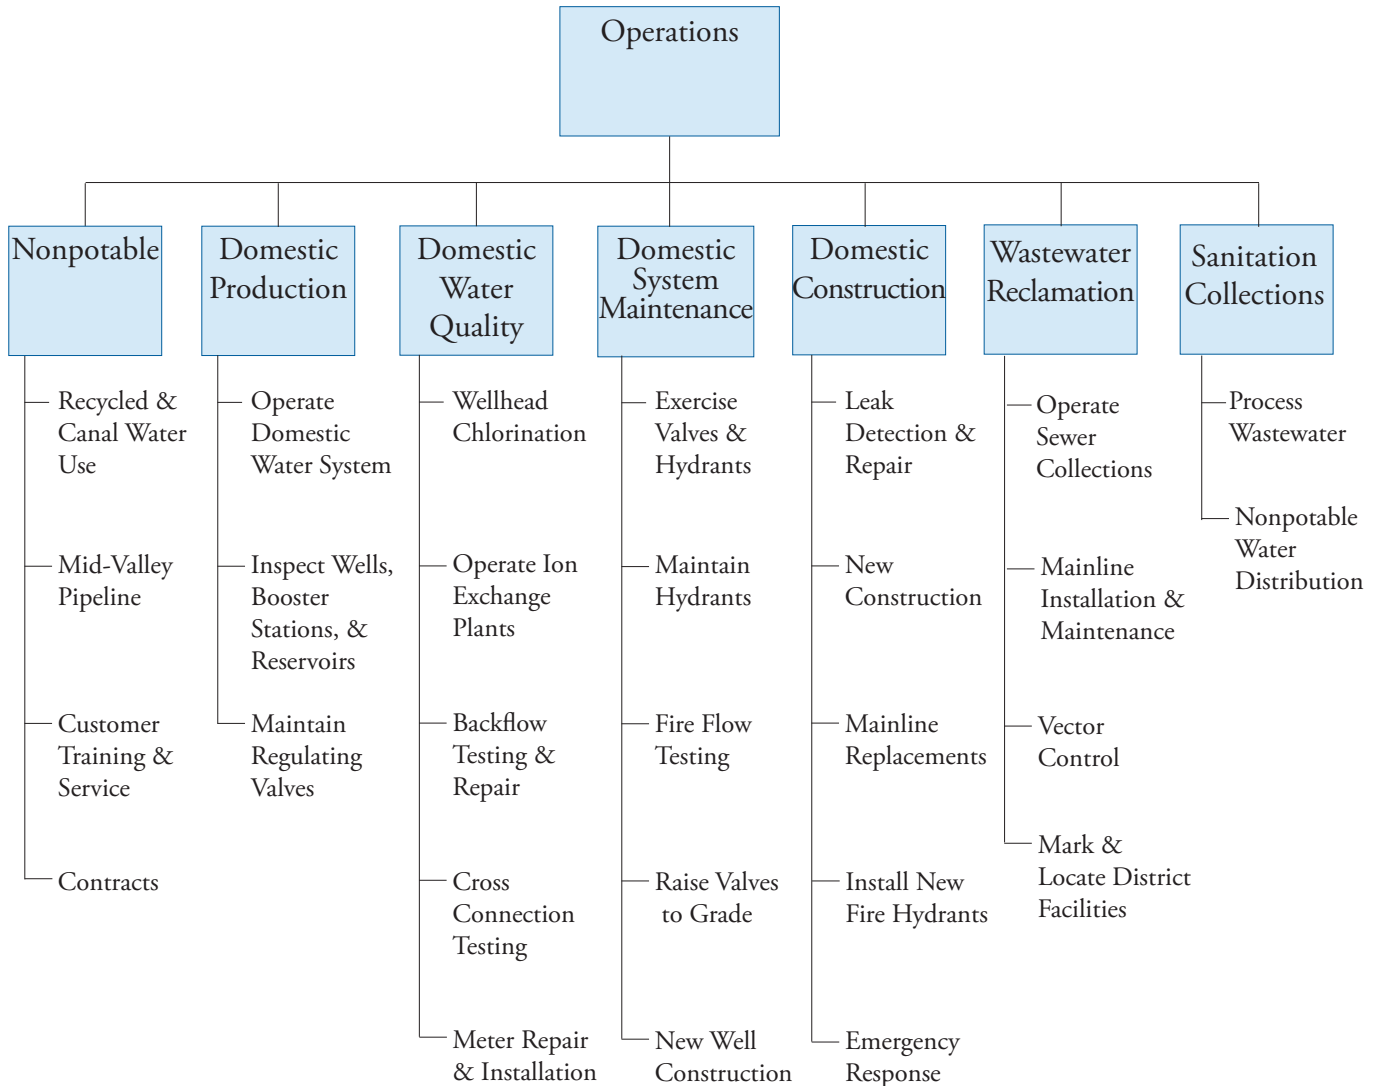 Operations
Nonpotable
Recycled &
Canal Water
Use
Mid-Valley
Pipeline
Customer
Training &
Service
Contracts
Domestic
Production
Operate
Domestic
Water System
Inspect Wells,
Booster
Stations, &
Reservoirs
Maintain
Regulating
Valves
Domestic
Water
Quality
Wellhead
Chlorination
Operate Ion
Exchange
Plants
Backflow
Testing &
Repair
Cross
Connection
Testing
Meter Repair
& Installation
Domestic
System
Maintenance
Exercise
Valves &
Hydrants
Maintain
Hydrants
Fire Flow
Testing
Raise Valves
to Grade
New Well
Construction
Domestic
Construction
Leak
Detection &
Repair
New
Construction
Mainline
Replacements
Install New
Fire Hydrants
Emergency
Response
Wastewater
Reclamation
Operate
Sewer
Collections
Mainline
Installation &
Maintenance
Vector
Control
Mark &
Locate District
Facilities
Sanitation
Collections
Process
Wastewater
Nonpotable
Water
Distribution